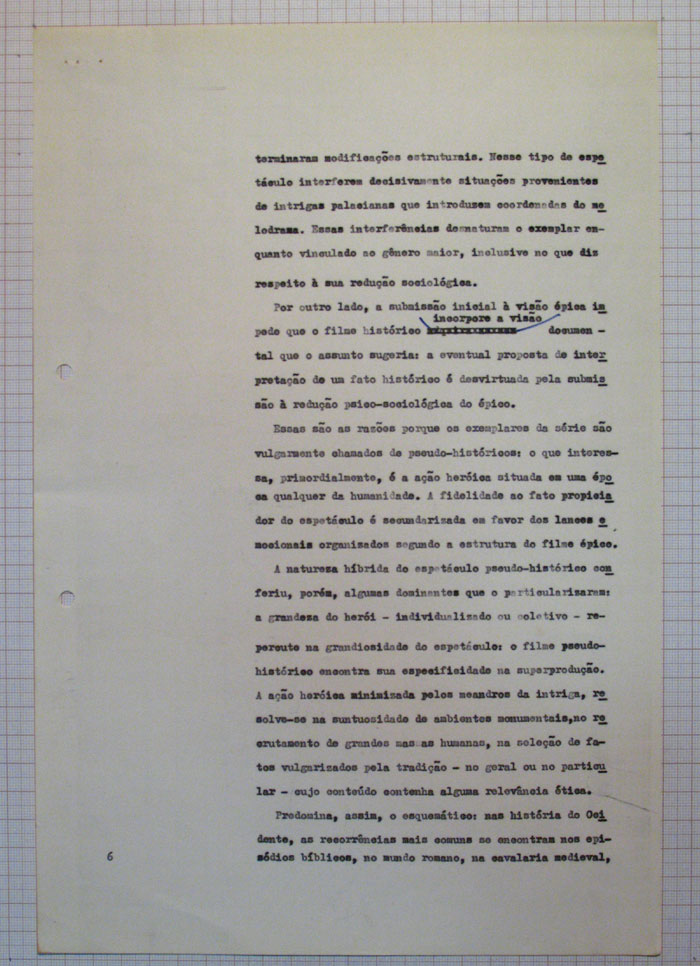 terminaram modificações estruturais. Nesse tipo de espe
táculo interferem decisivamente situações provenientes
de intrigas palacianas que introduzem coordenadas do me
lodrama. Essas interferências desnaturam o exemplar en-
quanto vinculado ao gênero maior, inclusive no que diz
respeito à sua redução sociológica.
Por outro lado, a submissão inicial à visão épica im
incorpore a visão
pede que o filme histórico documen -
tal que o assunto sugeria: a eventual proposta de inter
pretação de um fato histórico é desvirtuada pela submis
são à redução psico-sociológica do épico.
Essas são as razões porque os exemplares da série são
vulgarmente chamados de pseudo-históricos: o que interes-
sa, primordialmente, é a ação heróica situada em uma épo
ca qualquer da humanidade. A fidelidade ao fato propicia
dor do espetáculo é secundarizada em favor dos lances e
mocionais organizados segundo a estrutura do filme épico.
A natureza híbrida do espetáculo pseudo-histórico con
feriu, porém, algumas dominantes que o particularizaram:
a grandeza do herói - individualizado ou coletivo - re-
percute na grandiosidade do espetáculo: o filme pseudo-
histórico encontra sua especificidade na superprodução.
A ação heróica minimizada pelos meandros da intriga, re
solve-se na suntuosidade de ambientes monumentais,no re
crutamento de grandes massas humanas, na seleção de fa-
tos vulgarizados pela tradição - no geral ou no particu
lar - cujo conteúdo contenha alguma relevância ética.
Predomina, assim, o esquemático: nas história do Oci
dente, as recorrências mais comuns se encontram nos epi-
sódios bíblicos, no mundo romano, na cavalaria medieval,
6